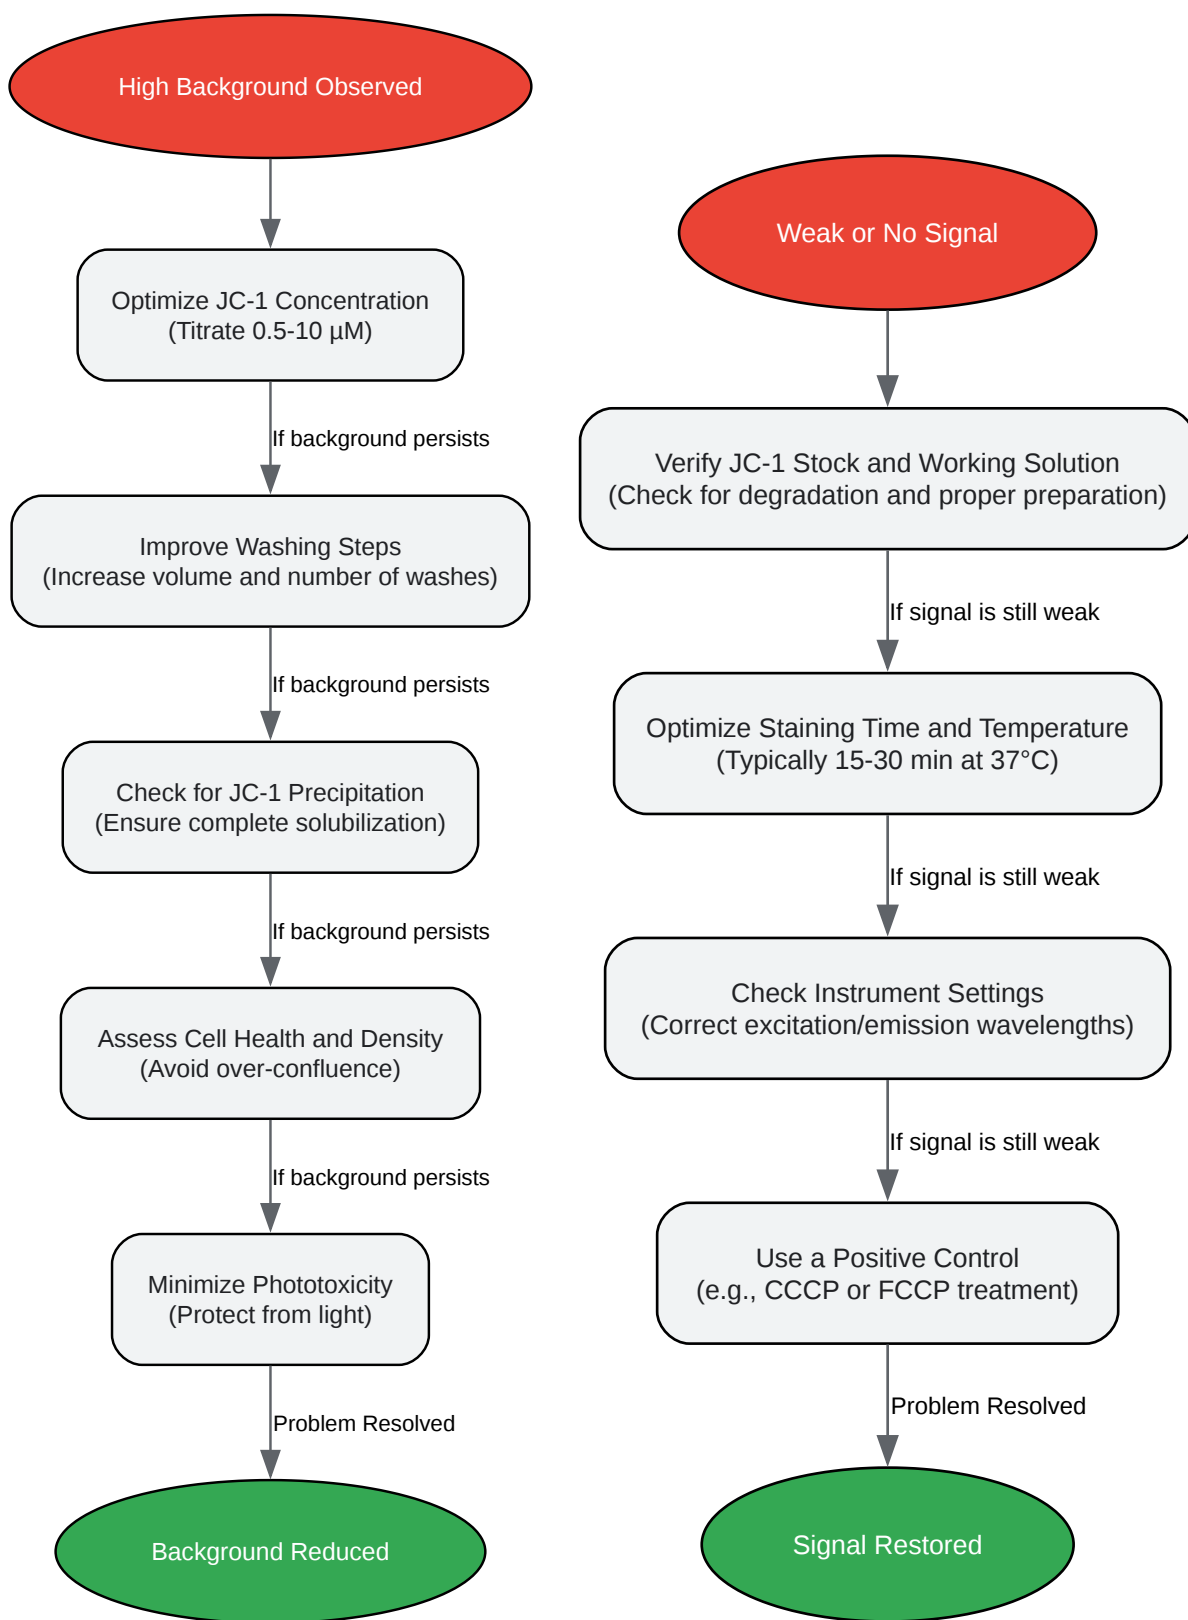 High Background Observed
Optimize JC-1 Concentration
(Titrate 0.5-10 µM)
If background persists
Improve Washing Steps
(Increase volume and number of washes)
If background persists
Check for JC-1 Precipitation
(Ensure complete solubilization)
If background persists
Assess Cell Health and Density
(Avoid over-confluence)
If background persists
Minimize Phototoxicity
(Protect from light)
Problem Resolved
Background Reduced
Weak or No Signal
Verify JC-1 Stock and Working Solution
(Check for degradation and proper preparation)
If signal is still weak
Optimize Staining Time and Temperature
(Typically 15-30 min at 37°C)
If signal is still weak
Check Instrument Settings
(Correct excitation/emission wavelengths)
If signal is still weak
Use a Positive Control
(e.g., CCCP or FCCP treatment)
Problem Resolved
Signal Restored